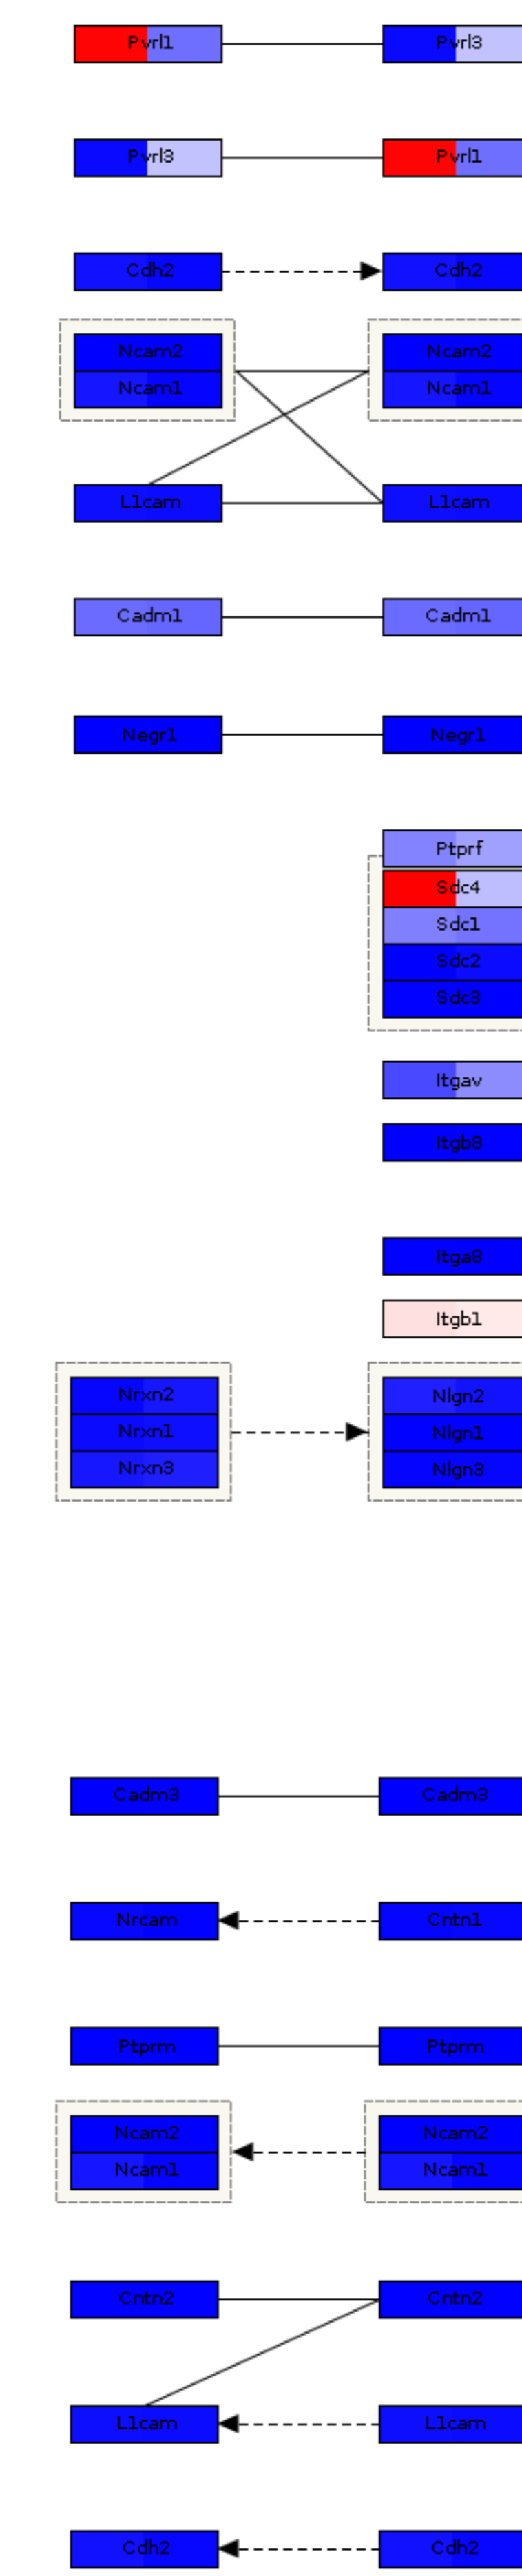 Pvrl1 Pvrl3
Pvrl3 Pvrl1
Cdh2 Cdh2
Ncam2 Ncam2
Ncam1 Ncam1
L1cam L1cam
Cadm1 Cadm1
Negr1 Negr1
Ptprf
Sdc4
Sdc1
Sdc2
Sdc3
Itgav
Itgb8
Itga8
Itgb1
Nrxn2 Nlgn2
Nrxn1 Nlgn1
Nrxn3 Nlgn3
Cadm3 Cadm3
Nrcam Cntn1
Ptprm Ptprm
Ncam2 Ncam2
Ncam1 Ncam1
Cntn2 Cntn2
L1cam L1cam
Cdh2 Cdh2